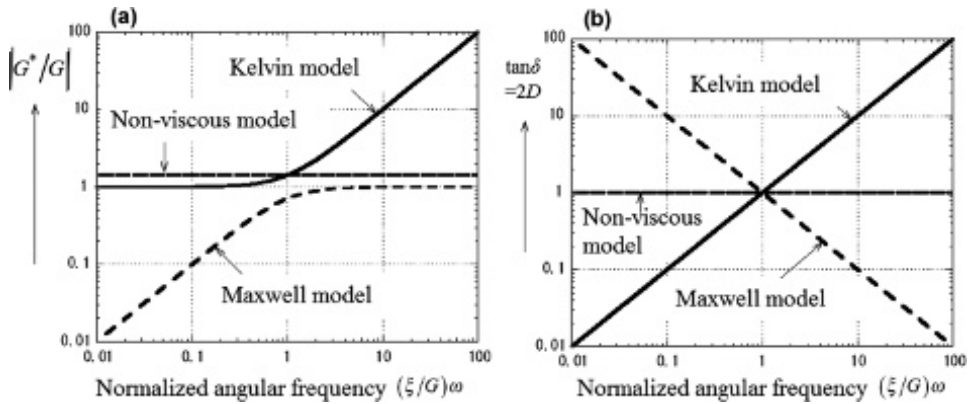 (a)
|G*/G|
100
10
1
0.1
0.01
Kelvin model
Non-viscous model
Maxwell model
0.01 0.1 1 10 100
Normalized angular frequency (ξ/G)ω
(b)
tanδ
=2D
100
10
1
0.1
0.01
Kelvin model
Non-viscous
model
Maxwell model
0.01 0.1 1 10 100
Normalized angular frequency (ξ/G)ω